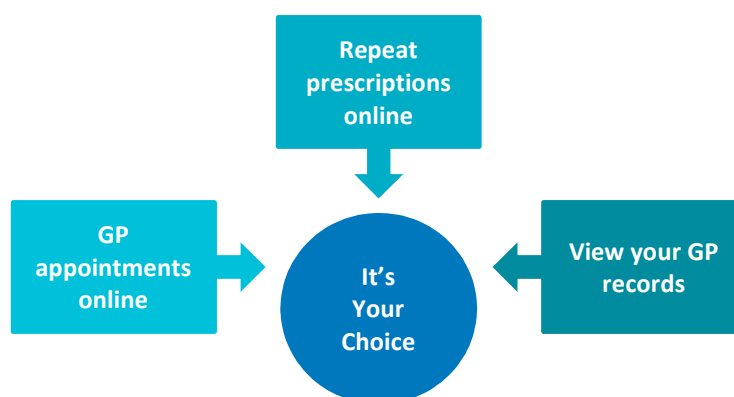 Repeat
prescriptions
online
GP
appointments
online
It’s
Your
Choice
View your GP
records